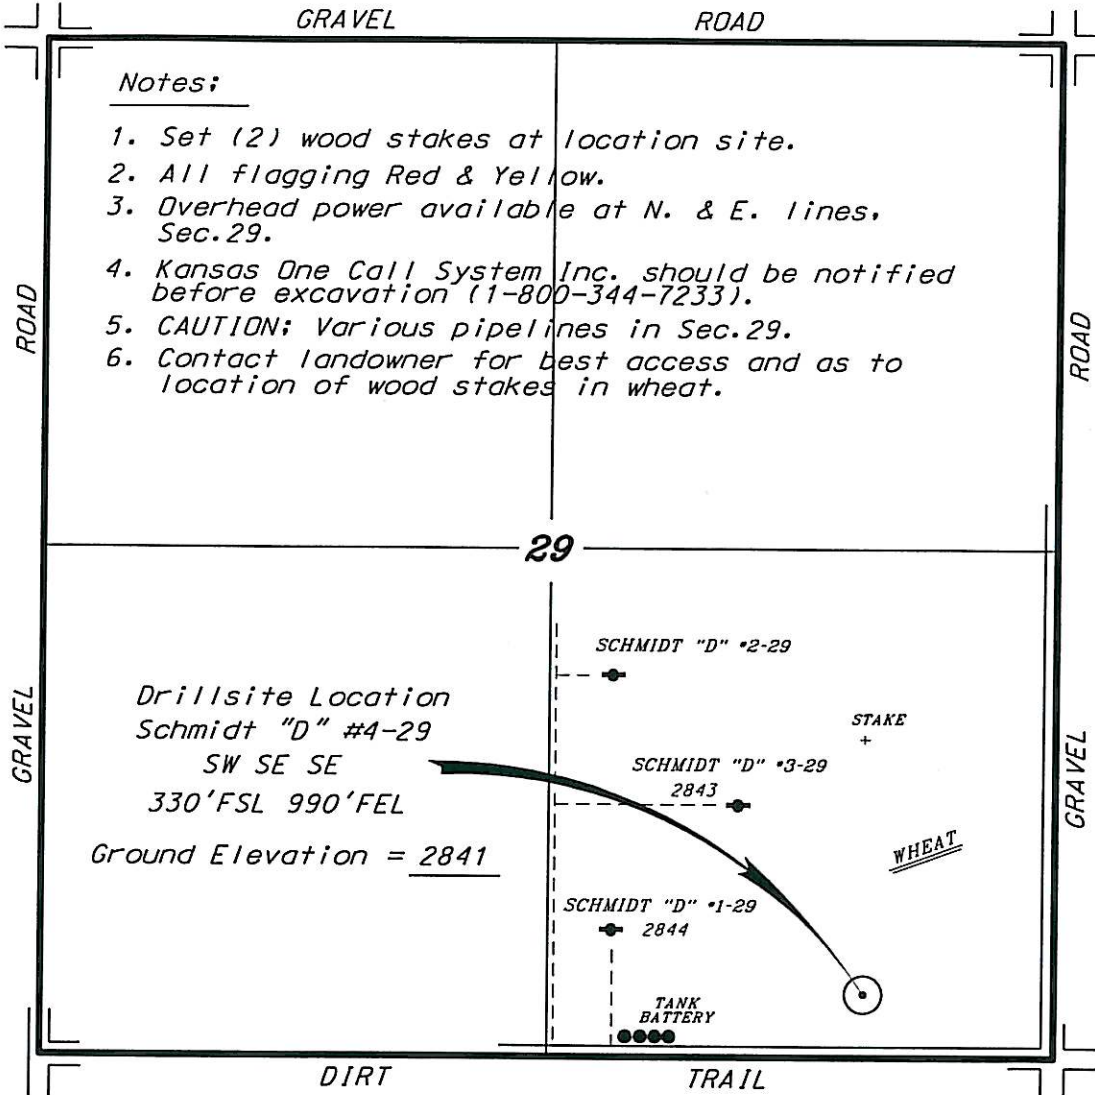 GRAVEL ROAD
Notes:
1. Set (2) wood stakes at location site.
2. All flagging Red & Yellow.
3. Overhead power available at N. & E. lines,
Sec.29.
4. Kansas One Call System Inc. should be notified
before excavation (1-800-344-7233).
5. CAUTION: Various pipelines in Sec.29.
6. Contact landowner for best access and as to
location of wood stakes in wheat.
ROAD
ROAD
29
SCHMIDT "D" #2-29
Drillsite Location
Schmidt "D" #4-29
SW SE SE
330'FSL 990'FEL
Ground Elevation = 2841
GRAVEL
STAKE
SCHMIDT "D" #3-29
2843
GRAVEL
WHEAT
SCHMIDT "D" #1-29
2844
TANK
BATTERY
DIRT TRAIL